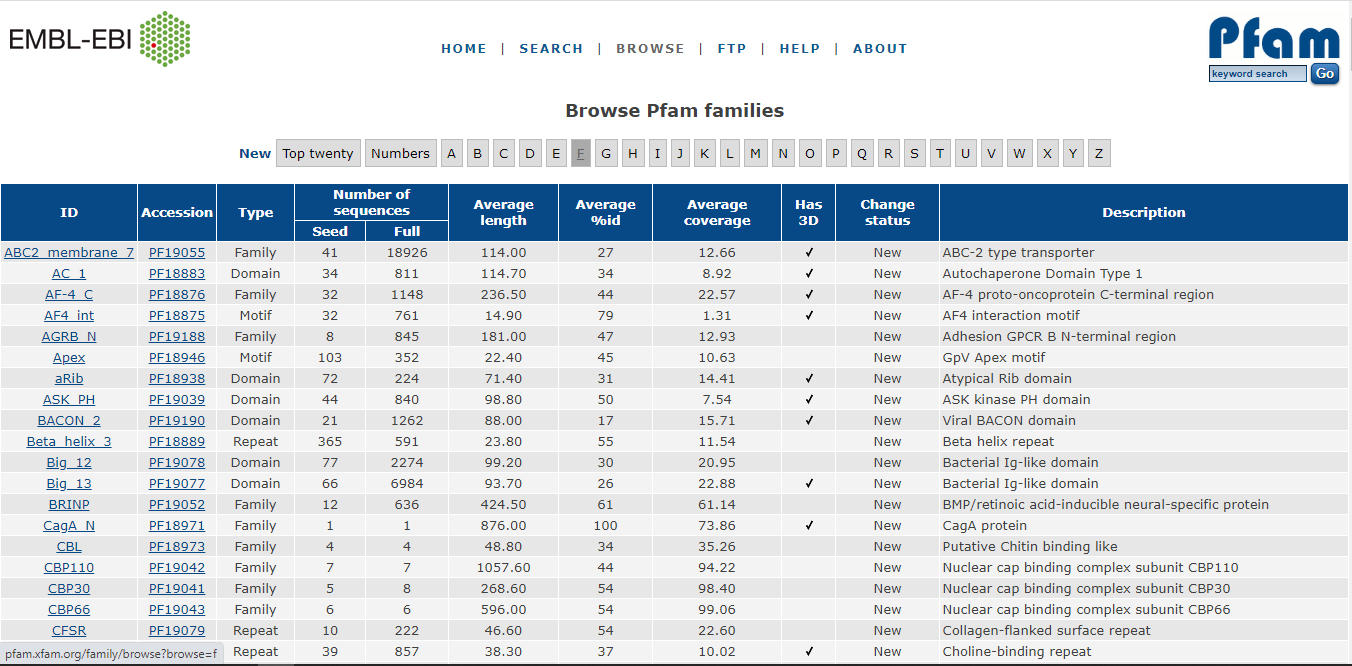 EMBL-EBI
HOME | SEARCH | BROWSE | FTP | HELP | ABOUT
Pfam
keyword search Go
Browse Pfam families
New Top twenty Numbers A B C D E F G H I J K L M N O P Q R S T U V W X Y Z
ID Accession Type Number of sequences Seed Full Average length Average %id Average coverage Has 3D Change status Description
ABC2_membrane_7 PF19055 Family 41 18926 114.00 27 12.66 ✓ New ABC-2 type transporter
AC_1 PF18883 Domain 34 811 114.70 34 8.92 ✓ New Autochaperone Domain Type 1
AF-4_C PF18876 Family 32 1148 236.50 44 22.57 ✓ New AF-4 proto-oncoprotein C-terminal region
AF4_int PF18875 Motif 32 761 14.90 79 1.31 ✓ New AF4 interaction motif
AGRB_N PF19188 Family 8 845 181.00 47 12.93 New Adhesion GPCR B N-terminal region
Apex PF18946 Motif 103 352 22.40 45 10.63 New GpV Apex motif
aRib PF18938 Domain 72 224 71.40 31 14.41 ✓ New Atypical Rib domain
ASK_PH PF19039 Domain 44 840 98.80 50 7.54 ✓ New ASK kinase PH domain
BACON_2 PF19190 Domain 21 1262 88.00 17 15.71 ✓ New Viral BACON domain
Beta_helix_3 PF18889 Repeat 365 591 23.80 55 11.54 New Beta helix repeat
Big_12 PF19078 Domain 77 2274 99.20 30 20.95 New Bacterial Ig-like domain
Big_13 PF19077 Domain 66 6984 93.70 26 22.88 ✓ New Bacterial Ig-like domain
BRINP PF19052 Family 12 636 424.50 61 61.14 New BMP/retinoic acid-inducible neural-specific protein
CagA_N PF18971 Family 1 1 876.00 100 73.86 ✓ New CagA protein
CBL PF18973 Family 4 4 48.80 34 35.26 New Putative Chitin binding like
CBP110 PF19042 Family 7 7 1057.60 44 94.22 New Nuclear cap binding complex subunit CBP110
CBP30 PF19041 Family 5 8 268.60 54 98.40 New Nuclear cap binding complex subunit CBP30
CBP66 PF19043 Family 6 6 596.00 54 99.06 New Nuclear cap binding complex subunit CBP66
CFSR PF19079 Repeat 10 222 46.60 54 22.60 New Collagen-flanked surface repeat
pfam.xfam.org/family/browse?browse=f Repeat 39 857 38.30 37 10.02 ✓ New Choline-binding repeat